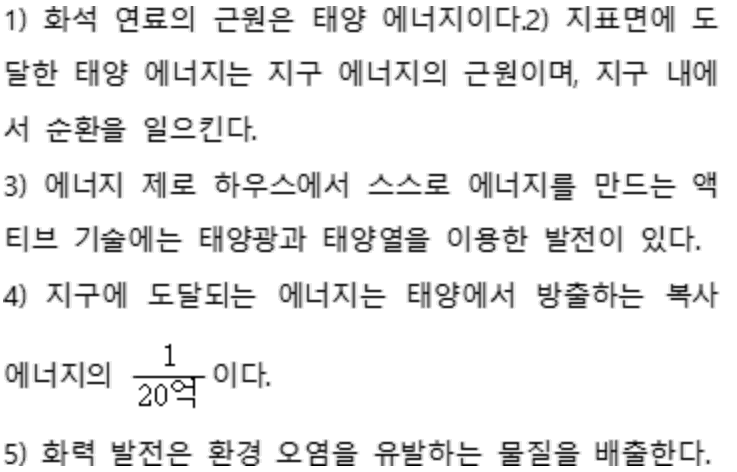 1) 화석 연료의 근원은 태양 에너지이다.2) 지표면에 도
달한 태양 에너지는 지구 에너지의 근원이며, 지구 내에
서 순환을 일으킨다.
3) 에너지 제로 하우스에서 스스로 에너지를 만드는 액
티브 기술에는 태양광과 태양열을 이용한 발전이 있다.
4) 지구에 도달되는 에너지는 태양에서 방출하는 복사
에너지의 1/20억 이다.
5) 화력 발전은 환경 오염을 유발하는 물질을 배출한다.